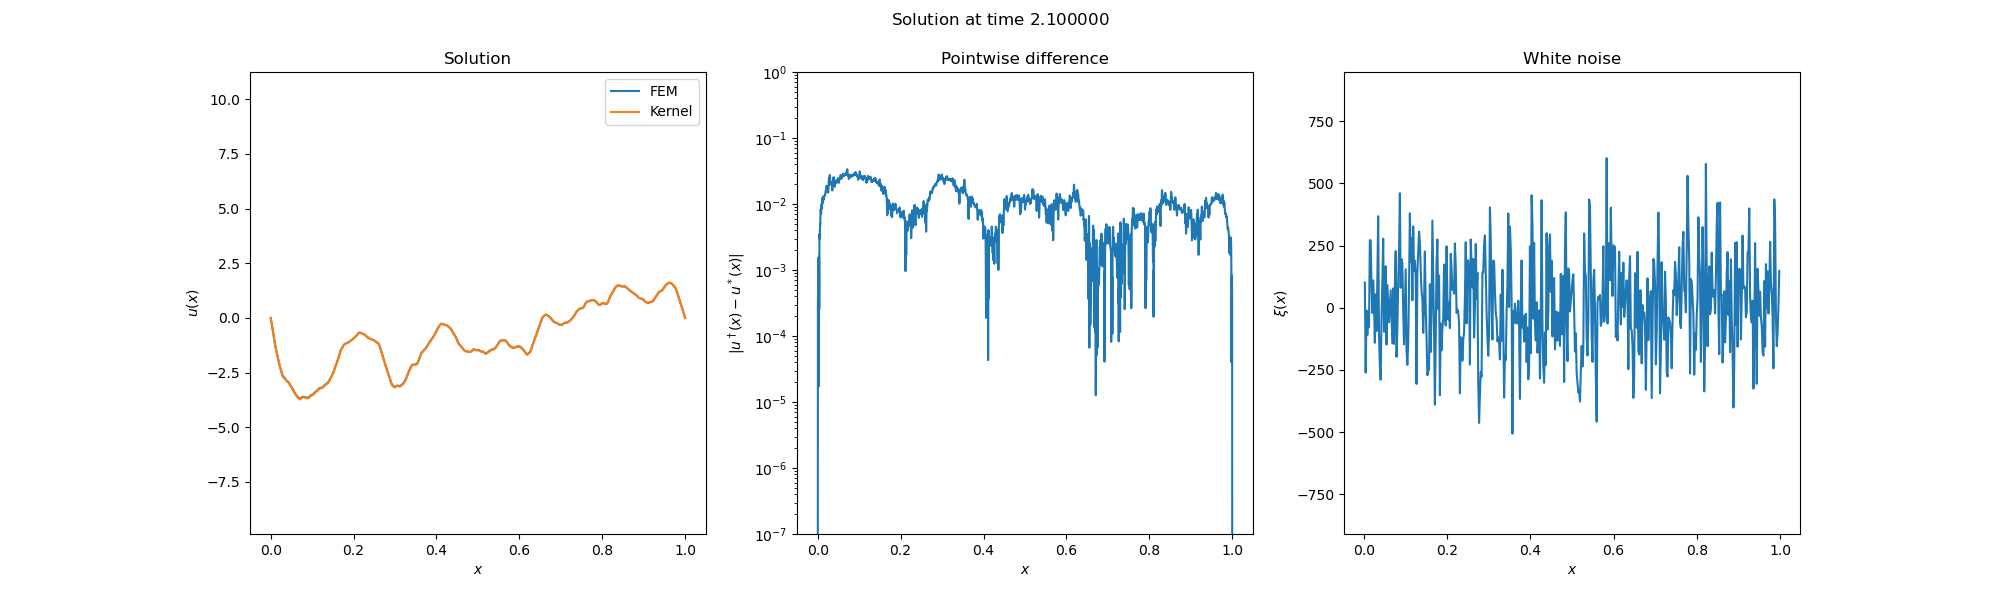 Solution at time 2.100000
Solution
10.0
7.5
5.0
2.5
0.0
−2.5
−5.0
−7.5
0.0 0.2 0.4 0.6 0.8 1.0
x
u(x)
FEM
Kernel
Pointwise difference
10⁰
10⁻¹
10⁻²
10⁻³
10⁻⁴
10⁻⁵
10⁻⁶
10⁻⁷
0.0 0.2 0.4 0.6 0.8 1.0
x
|u†(x) − u*(x)|
White noise
750
500
250
0
−250
−500
−750
0.0 0.2 0.4 0.6 0.8 1.0
x
ξ(x)